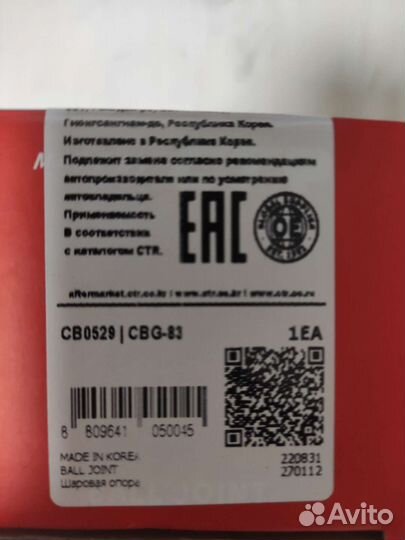 Гионгсангнам-до, Республика Корея.
Изготовлено в Республике Корея.
Подлежит замене согласно рекомендациям
автопроизводителя или по усмотрению
автовладельца.
Применяемость
В соответствии
с каталогом CTR.
EAC
OE
aftermarket.ctr.co.kr | www.ctr.co.kr | www.ctr.co.ru
CB0529 | CBG-83 1EA
8 809641 050045
MADE IN KOREA
BALL JOINT
Шаровая опора
220831
270112
Avito